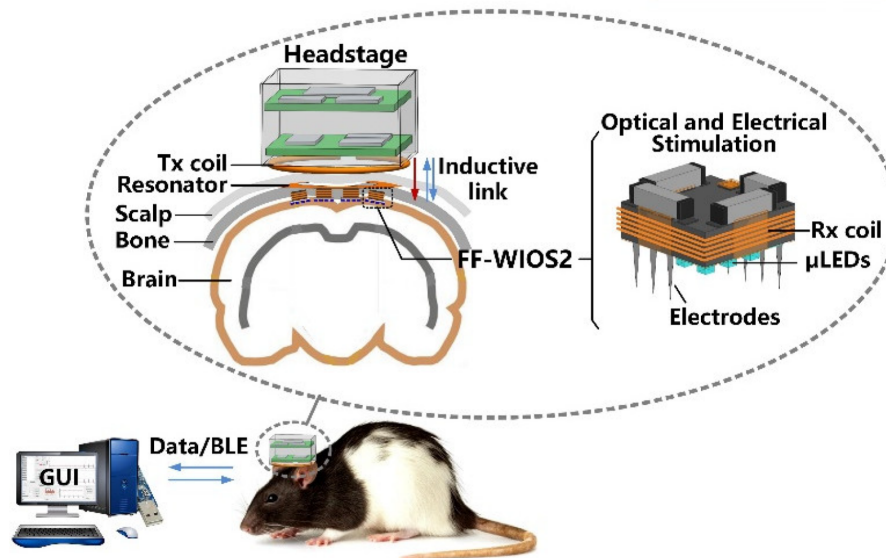 Headstage
Tx coil
Resonator
Scalp
Bone
Brain
Inductive
link
FF-WIOS2
Optical and Electrical
Stimulation
Rx coil
μLEDs
Electrodes
Data/BLE
GUI